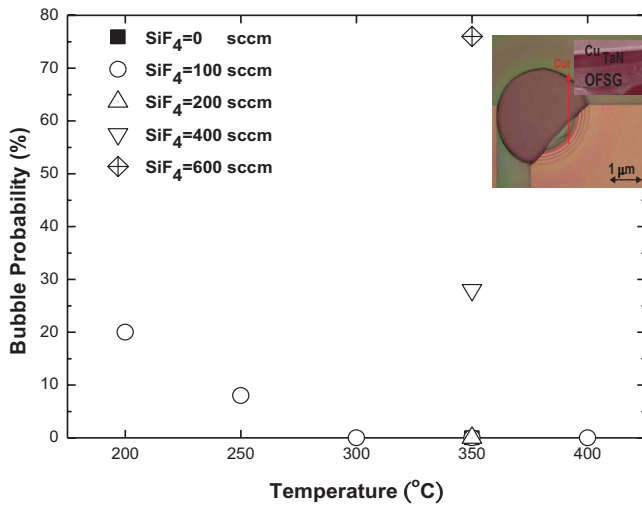 80
70
60
50
40
30
20
10
0
Bubble Probability (%)
SiF4=0 sccm
SiF4=100 sccm
SiF4=200 sccm
SiF4=400 sccm
SiF4=600 sccm
Cut
Cu
TaN
OFSG
1 μm
200 250 300 350 400
Temperature (°C)